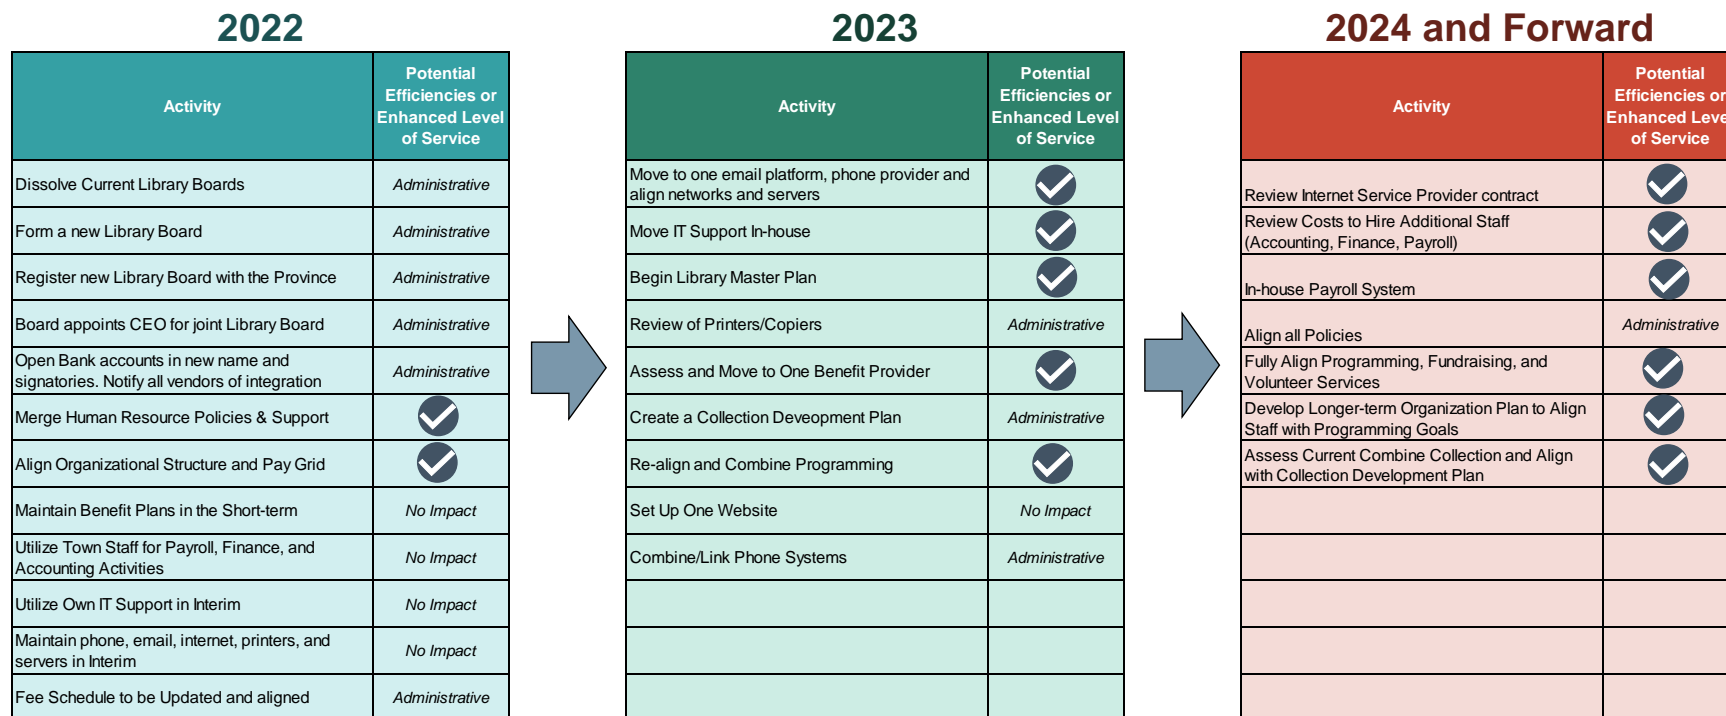 2022
Activity
Potential
Efficiencies or
Enhanced Level
of Service
Dissolve Current Library Boards
Administrative
Form a new Library Board
Administrative
Register new Library Board with the Province
Administrative
Board appoints CEO for joint Library Board
Administrative
Open Bank accounts in new name and
signatories. Notify all vendors of integration
Administrative
Merge Human Resource Policies & Support
Align Organizational Structure and Pay Grid
Maintain Benefit Plans in the Short-term
No Impact
Utilize Town Staff for Payroll, Finance, and
Accounting Activities
No Impact
Utilize Own IT Support in Interim
No Impact
Maintain phone, email, internet, printers, and
servers in Interim
No Impact
Fee Schedule to be Updated and aligned
Administrative
2023
Activity
Potential
Efficiencies or
Enhanced Level
of Service
Move to one email platform, phone provider and
align networks and servers
Move IT Support In-house
Begin Library Master Plan
Review of Printers/Copiers
Administrative
Assess and Move to One Benefit Provider
Create a Collection Deveopment Plan
Administrative
Re-align and Combine Programming
Set Up One Website
No Impact
Combine/Link Phone Systems
Administrative
2024 and Forward
Activity
Potential
Efficiencies or
Enhanced Leve
of Service
Review Internet Service Provider contract
Review Costs to Hire Additional Staff
(Accounting, Finance, Payroll)
In-house Payroll System
Align all Policies
Administrative
Fully Align Programming, Fundraising, and
Volunteer Services
Develop Longer-term Organization Plan to Align
Staff with Programming Goals
Assess Current Combine Collection and Align
with Collection Development Plan